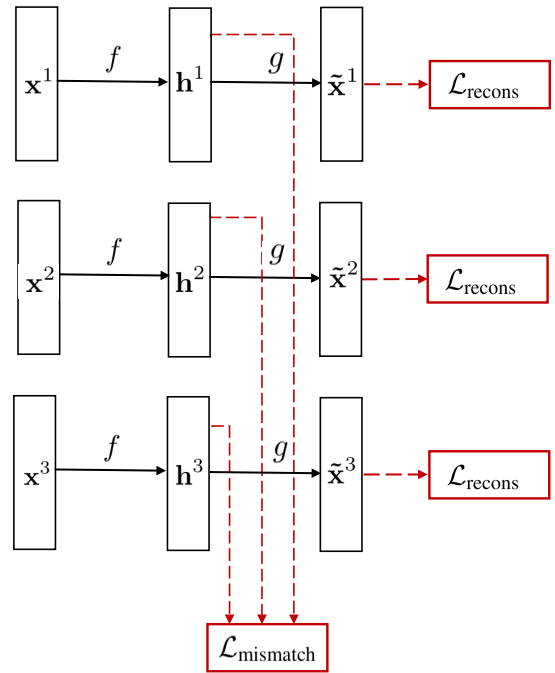 f g
x¹ h¹ x̃¹ ℒrecons
f g
x² h² x̃² ℒrecons
f g
x³ h³ x̃³ ℒrecons
ℒmismatch